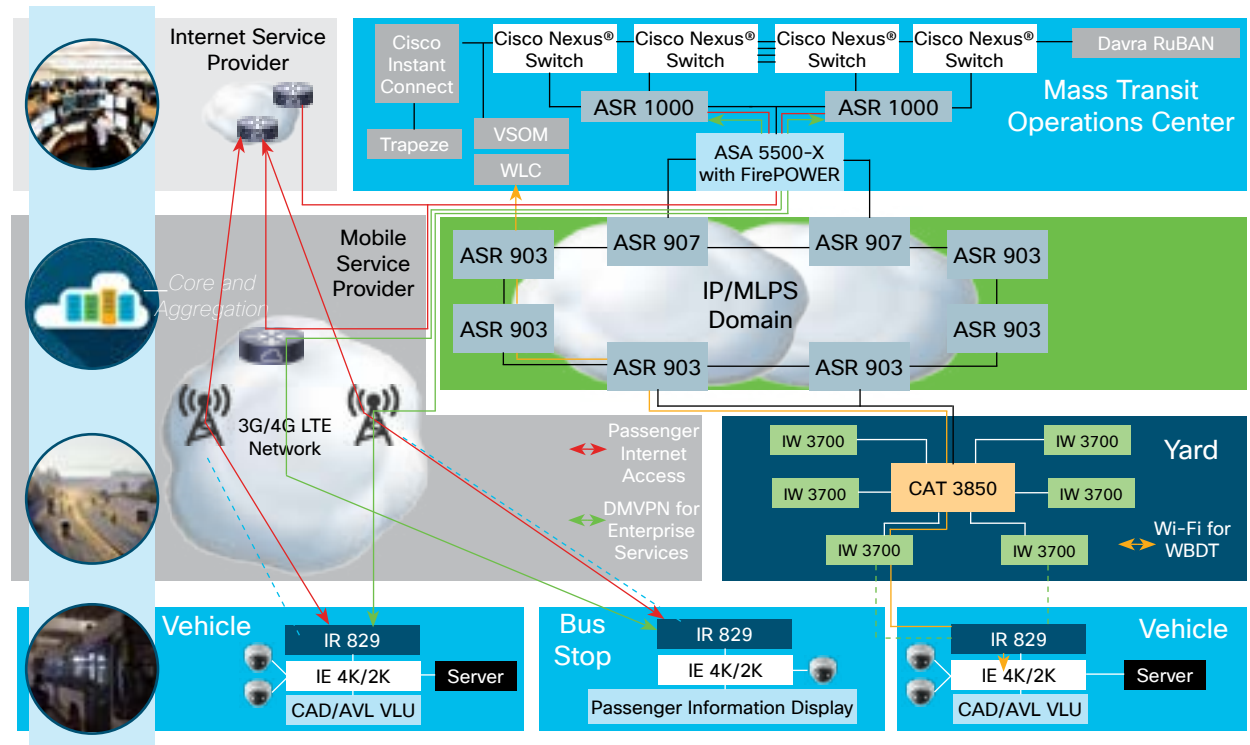 Internet Service
Provider
Cisco
Instant
Connect
Trapeze
VSOM
WLC
Cisco Nexus®
Switch
Cisco Nexus®
Switch
Cisco Nexus®
Switch
Cisco Nexus®
Switch
Davra RuBAN
ASR 1000
ASR 1000
Mass Transit
Operations Center
ASA 5500-X
with FirePOWER
Mobile
Service
Provider
Core and
Aggregation
ASR 903
ASR 907
ASR 907
ASR 903
IP/MLPS
Domain
ASR 903
ASR 903
ASR 903
ASR 903
3G/4G LTE
Network
Passenger
Internet
Access
DMVPN for
Enterprise
Services
IW 3700
IW 3700
Yard
CAT 3850
IW 3700
IW 3700
IW 3700
IW 3700
Wi-Fi for
WBDT
Vehicle
IR 829
IE 4K/2K
Server
CAD/AVL VLU
Bus
Stop
IR 829
IE 4K/2K
Passenger Information Display
Vehicle
IR 829
IE 4K/2K
Server
CAD/AVL VLU